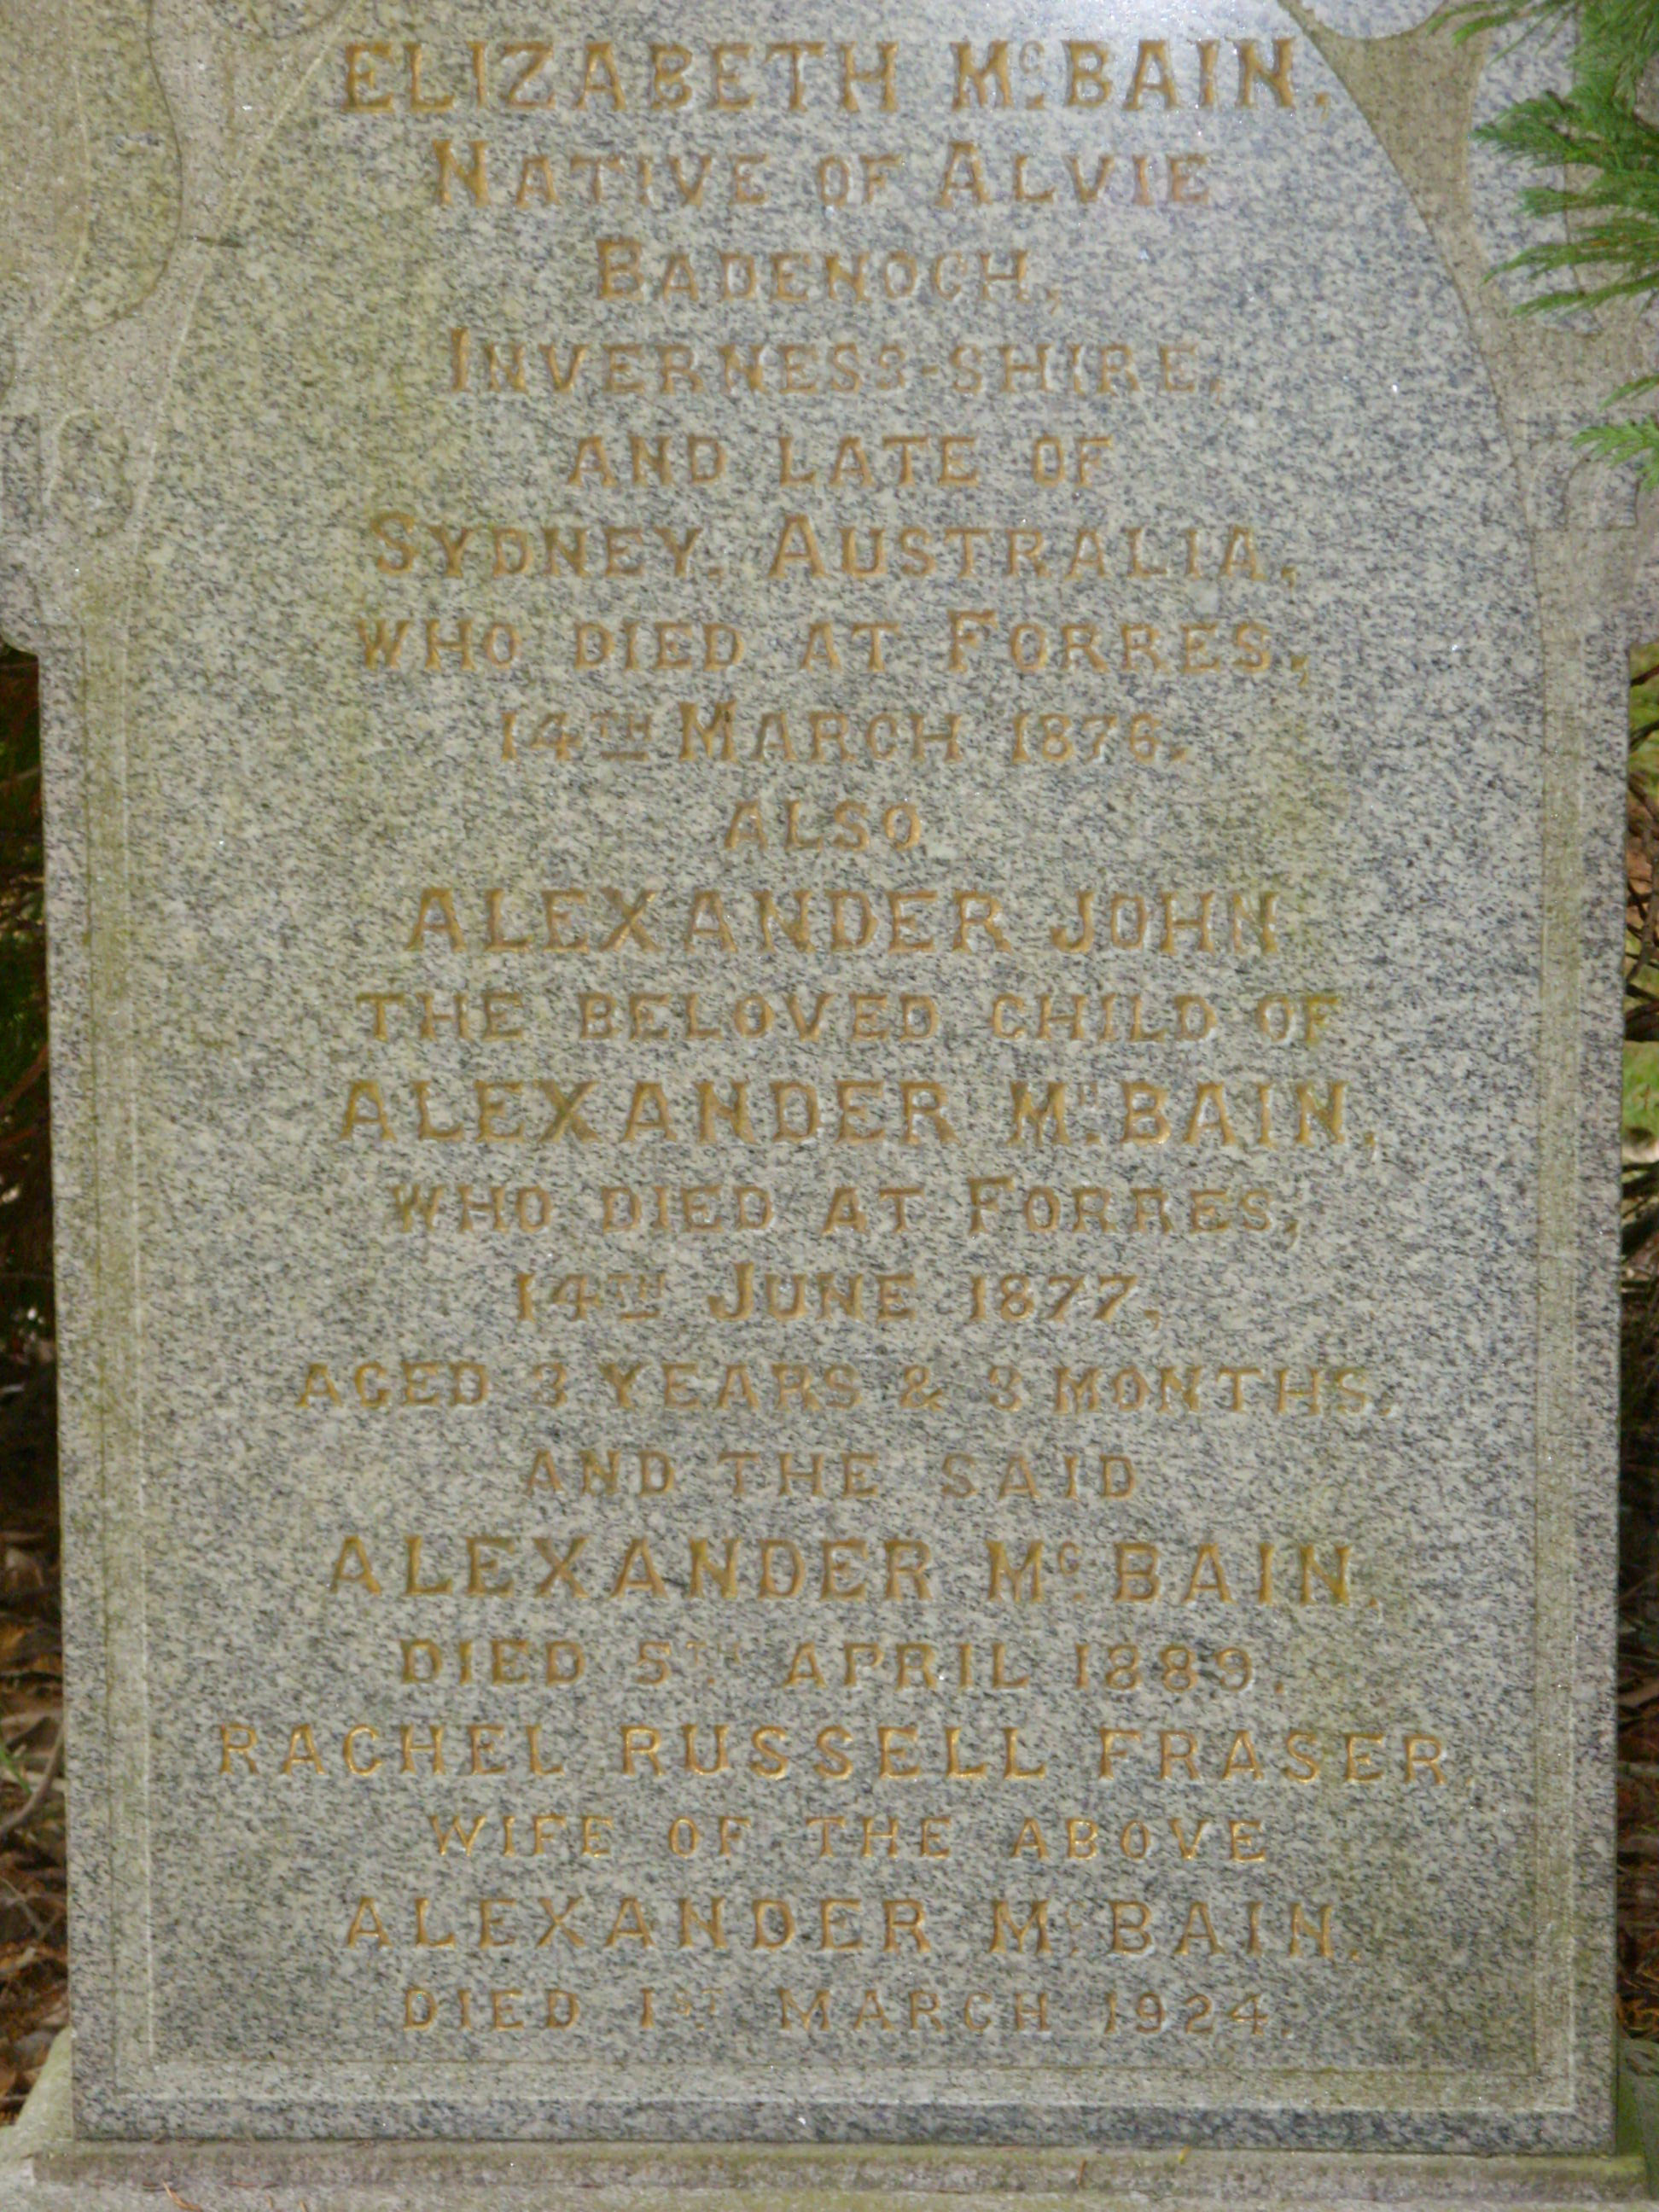 ELIZABETH McBAIN,
NATIVE OF ALVIE
BADENOCH,
INVERNESS-SHIRE,
AND LATE OF
SYDNEY, AUSTRALIA,
WHO DIED AT FORRES,
14TH MARCH 1876.
ALSO
ALEXANDER JOHN
THE BELOVED CHILD OF
ALEXANDER McBAIN,
WHO DIED AT FORRES,
14TH JUNE 1877,
AGED 3 YEARS & 3 MONTHS.
AND THE SAID
ALEXANDER McBAIN,
DIED 5TH APRIL 1889.
RACHEL RUSSELL FRASER,
WIFE OF THE ABOVE
ALEXANDER McBAIN,
DIED 1ST MARCH 1924.